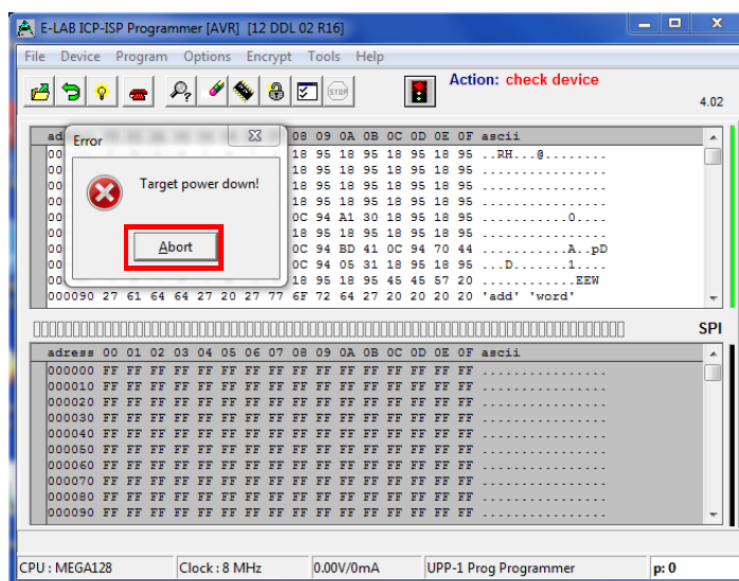 E-LAB ICP-ISP Programmer [AVR] [12 DDL 02 R16]
File Device Program Options Encrypt Tools Help
STOP
Action: check device
4.02
ad 08 09 0A 0B 0C 0D 0E 0F ascii
Error
00 18 95 18 95 18 95 18 95 ..RH...@........
00 18 95 18 95 18 95 18 95 ................
Target power down!
00 18 95 18 95 18 95 18 95 ................
00 18 95 18 95 18 95 18 95 ................
00 0C 94 A1 30 18 95 18 95 ...........0....
00 18 95 18 95 18 95 18 95 ................
Abort
00 0C 94 BD 41 0C 94 70 44 ...........A..pD
00 0C 94 05 31 18 95 18 95 ...D.......1....
00 18 95 18 95 45 45 57 20 ............EEW
000090 27 61 64 64 27 20 27 77 6F 72 64 27 20 20 20 20 'add' 'word'
SPI
adress 00 01 02 03 04 05 06 07 08 09 0A 0B 0C 0D 0E 0F ascii
000000 FF FF FF FF FF FF FF FF FF FF FF FF FF FF FF FF ................
000010 FF FF FF FF FF FF FF FF FF FF FF FF FF FF FF FF ................
000020 FF FF FF FF FF FF FF FF FF FF FF FF FF FF FF FF ................
000030 FF FF FF FF FF FF FF FF FF FF FF FF FF FF FF FF ................
000040 FF FF FF FF FF FF FF FF FF FF FF FF FF FF FF FF ................
000050 FF FF FF FF FF FF FF FF FF FF FF FF FF FF FF FF ................
000060 FF FF FF FF FF FF FF FF FF FF FF FF FF FF FF FF ................
000070 FF FF FF FF FF FF FF FF FF FF FF FF FF FF FF FF ................
000080 FF FF FF FF FF FF FF FF FF FF FF FF FF FF FF FF ................
000090 FF FF FF FF FF FF FF FF FF FF FF FF FF FF FF FF ................
CPU : MEGA128 Clock : 8 MHz 0.00V/0mA UPP-1 Prog Programmer p: 0